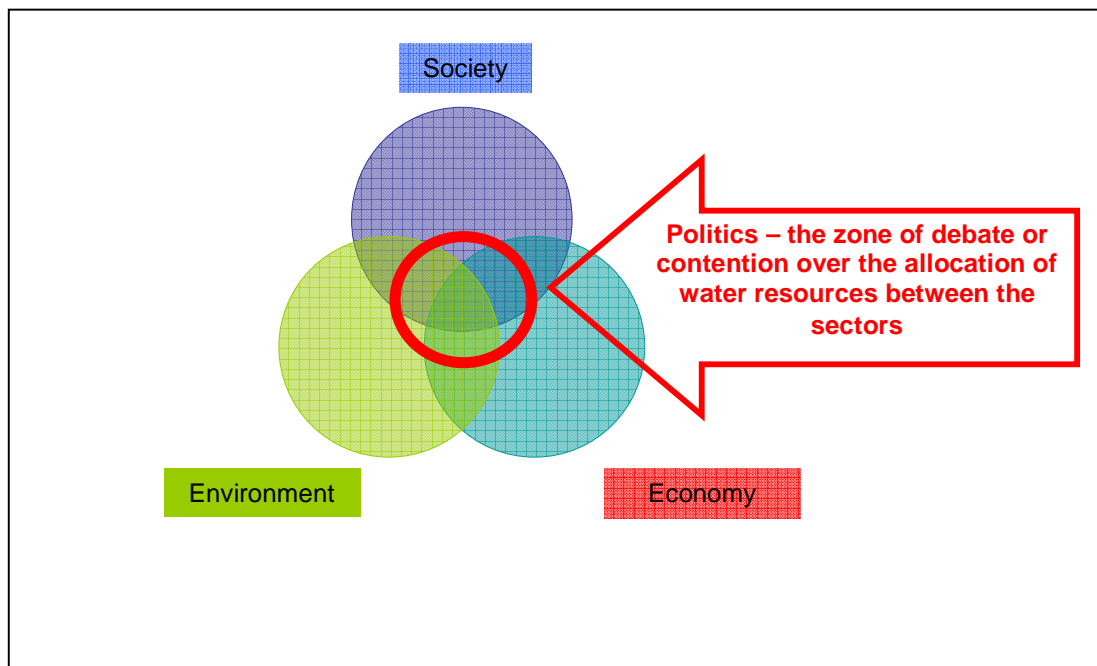 Society
Politics – the zone of debate or
contention over the allocation of
water resources between the
sectors
Environment
Economy